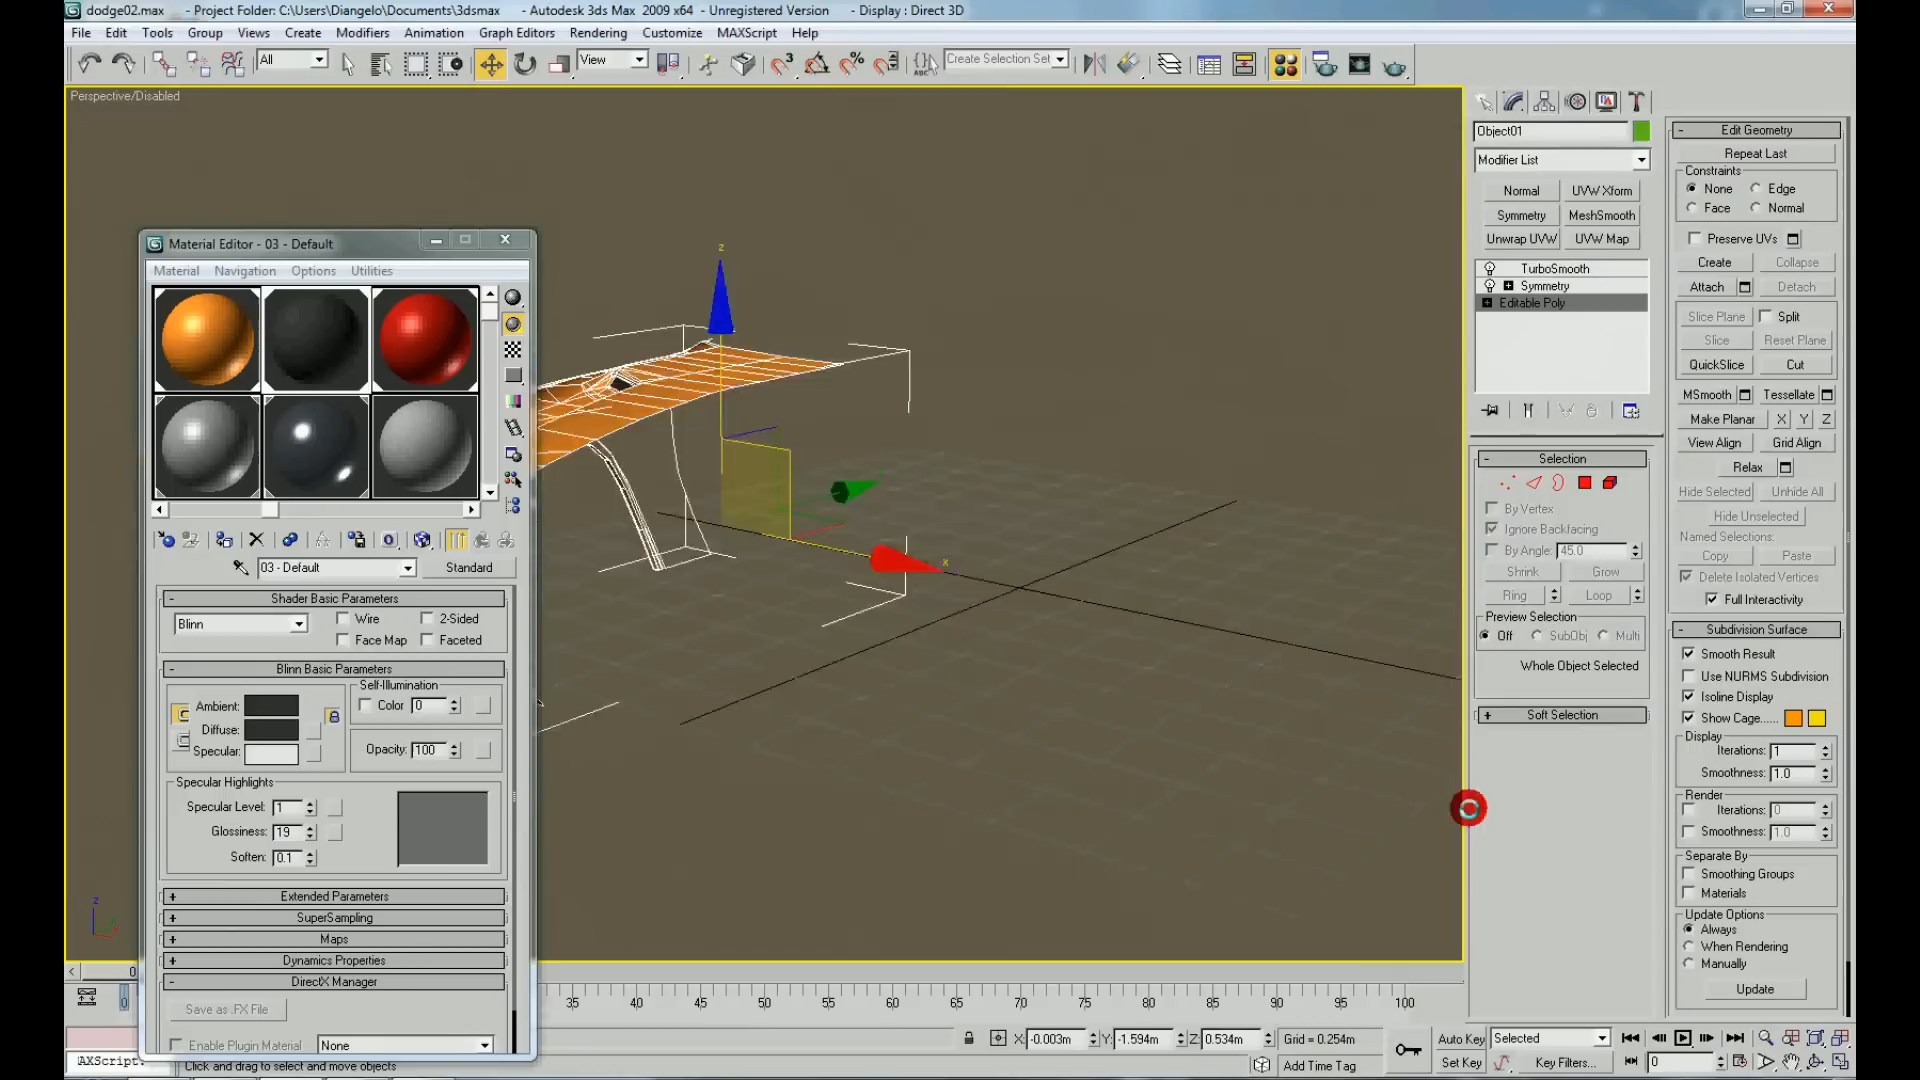 dodge02.max - Project Folder: C:\Users\Diangelo\Documents\3dsmax - Autodesk 3ds Max 2009 x64 - Unregistered Version - Display : Direct 3D
File Edit Tools Group Views Create Modifiers Animation Graph Editors Rendering Customize MAXScript Help
All View Create Selection Set
Perspective/Disabled
Material Editor - 03 - Default
Material Navigation Options Utilities
03 - Default Standard
Shader Basic Parameters
Blinn Wire 2-Sided
Face Map Faceted
Blinn Basic Parameters
Self-Illumination
Ambient: Color 0
Diffuse:
Specular: Opacity: 100
Specular Highlights
Specular Level: 1
Glossiness: 19
Soften: 0.1
Extended Parameters
SuperSampling
Maps
Dynamics Properties
DirectX Manager
Save as .FX File
Enable Plugin Material None
z
x
z
Object01
Modifier List
Normal UVW Xform
Symmetry MeshSmooth
Unwrap UVW UVW Map
TurboSmooth
Symmetry
Editable Poly
Selection
By Vertex
Ignore Backfacing
By Angle: 45.0
Shrink Grow
Ring Loop
Preview Selection
Off SubObj Multi
Whole Object Selected
Soft Selection
Edit Geometry
Repeat Last
Constraints
None Edge
Face Normal
Preserve UVs
Create Collapse
Attach Detach
Slice Plane Split
Slice Reset Plane
QuickSlice Cut
MSmooth Tessellate
Make Planar X Y Z
View Align Grid Align
Relax
Hide Selected Unhide All
Hide Unselected
Named Selections:
Copy Paste
Delete Isolated Vertices
Full Interactivity
Subdivision Surface
Smooth Result
Use NURMS Subdivision
Isoline Display
Show Cage......
Display
Iterations: 1
Smoothness: 1.0
Render
Iterations: 0
Smoothness: 1.0
Separate By
Smoothing Groups
Materials
Update Options
Always
When Rendering
Manually
Update
0
0 35 40 45 50 55 60 65 70 75 80 85 90 95 100
X: -0.003m Y: -1.594m Z: 0.534m Grid = 0.254m Auto Key Selected
AXScript. Click and drag to select and move objects Add Time Tag Set Key Key Filters... 0